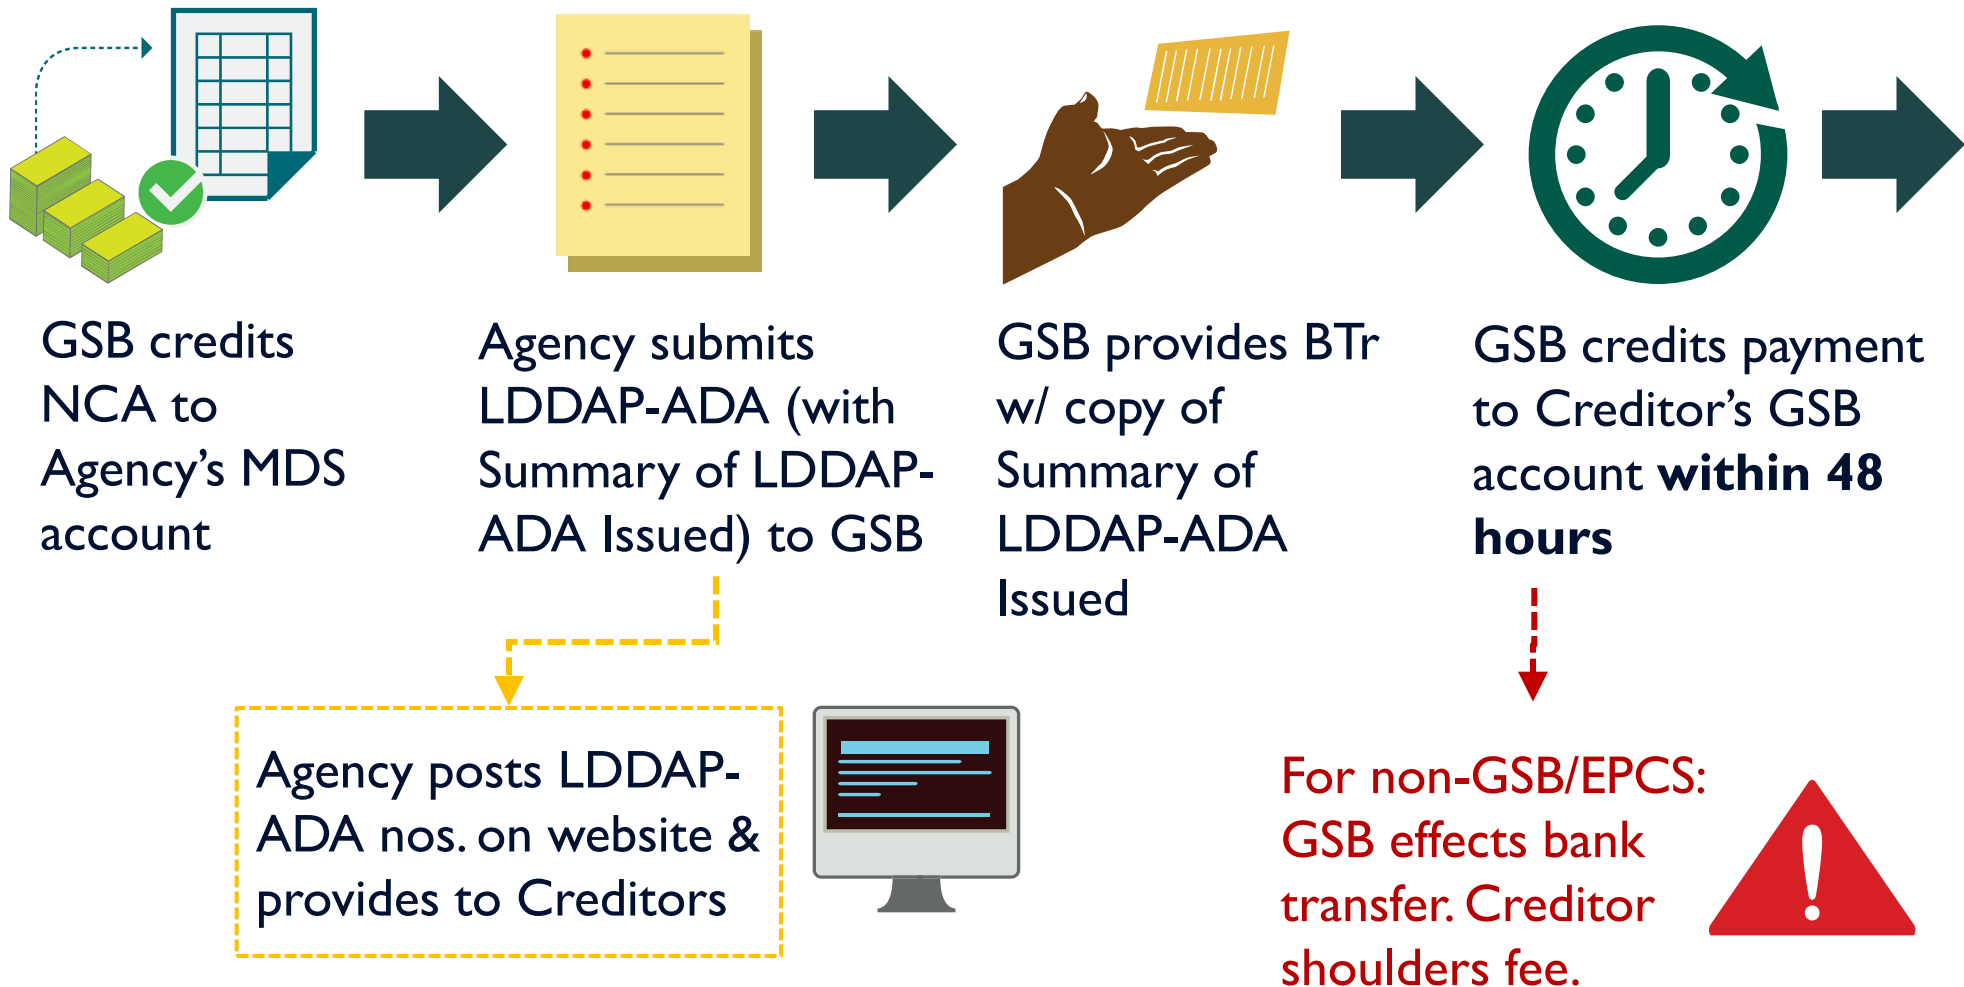 GSB credits
NCA to
Agency’s MDS
account
Agency submits
LDDAP-ADA (with
Summary of LDDAP-
ADA Issued) to GSB
GSB provides BTr
w/ copy of
Summary of
LDDAP-ADA
Issued
GSB credits payment
to Creditor’s GSB
account within 48
hours
Agency posts LDDAP-
ADA nos. on website &
provides to Creditors
For non-GSB/EPCS:
GSB effects bank
transfer. Creditor
shoulders fee.